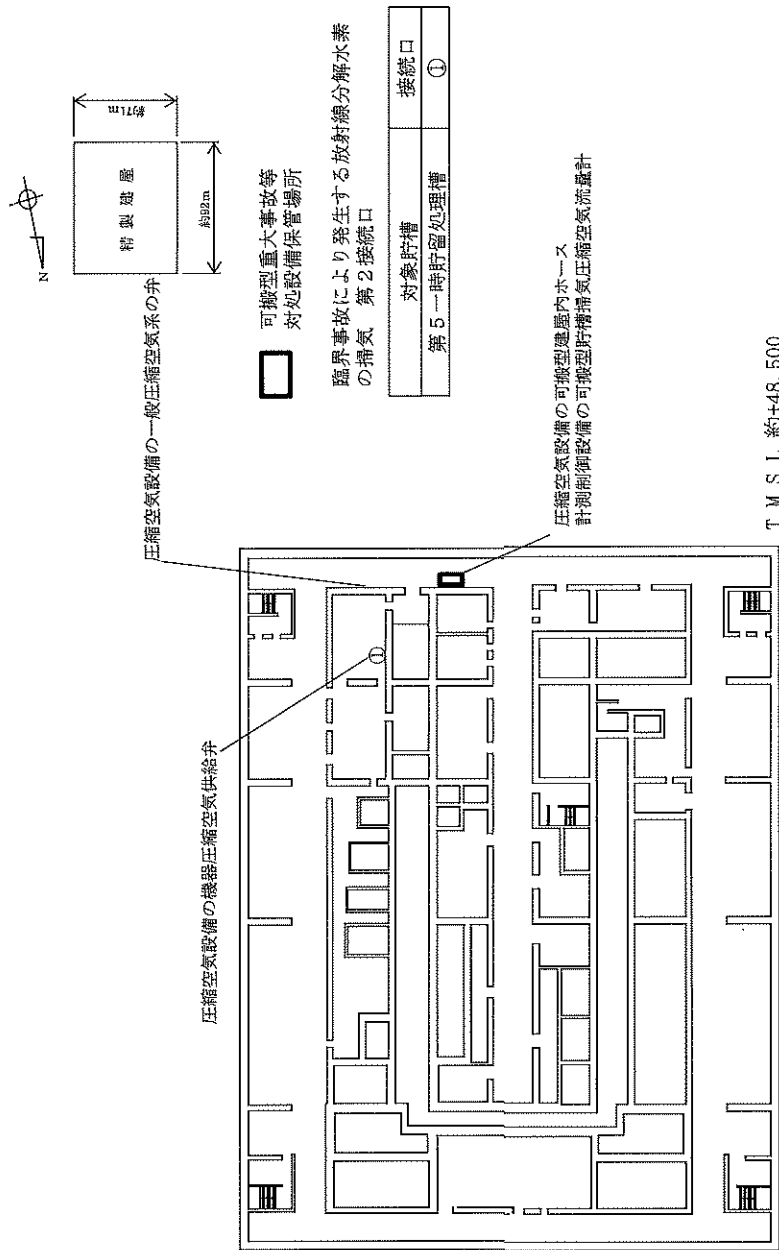 N
精製建屋
約71m
約92m
可搬型重大事故等
対処設備保管場所
臨界事故により発生する放射線分解水素
の掃気 第2接続口
対象貯槽 接続口
第5一時貯留処理槽 ①
圧縮空気設備の一般圧縮空気系の弁
圧縮空気設備の機器圧縮空気供給弁
①
圧縮空気設備の可搬型建屋内ホース
計測制御設備の可搬型貯槽掃気圧縮空気流量計
T.M.S.L.約+48,500